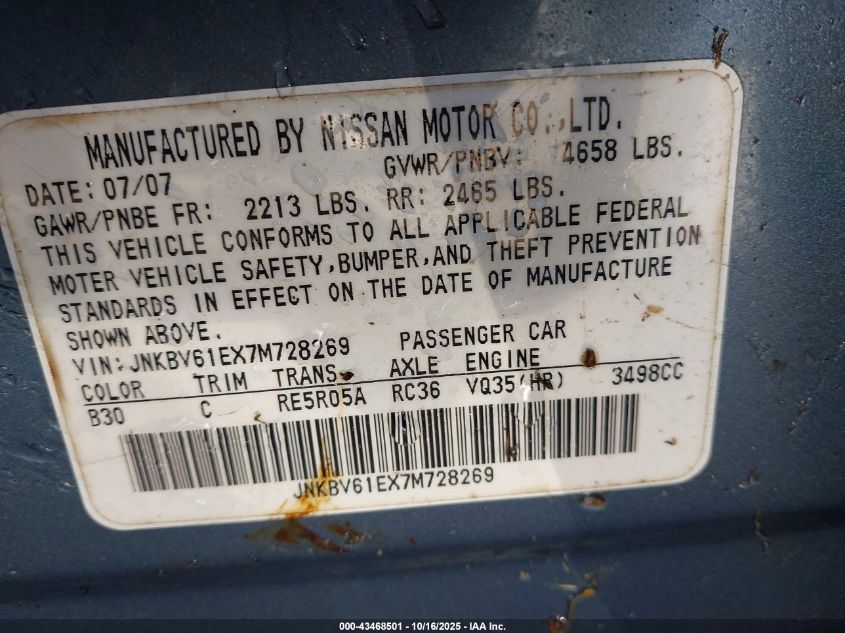 MANUFACTURED BY NISSAN MOTOR CO.,LTD.
DATE: 07/07 GVWR/PNBV: 4658 LBS.
GAWR/PNBE FR: 2213 LBS. RR: 2465 LBS.
THIS VEHICLE CONFORMS TO ALL APPLICABLE FEDERAL
MOTER VEHICLE SAFETY,BUMPER,AND THEFT PREVENTION
STANDARDS IN EFFECT ON THE DATE OF MANUFACTURE
SHOWN ABOVE.
VIN:JNKBV61EX7M728269 PASSENGER CAR
COLOR TRIM TRANS. AXLE ENGINE
B30 C RE5R05A RC36 VQ35(HR) 3498CC
JNKBV61EX7M728269
000-43468501 - 10/16/2025 - IAA Inc.